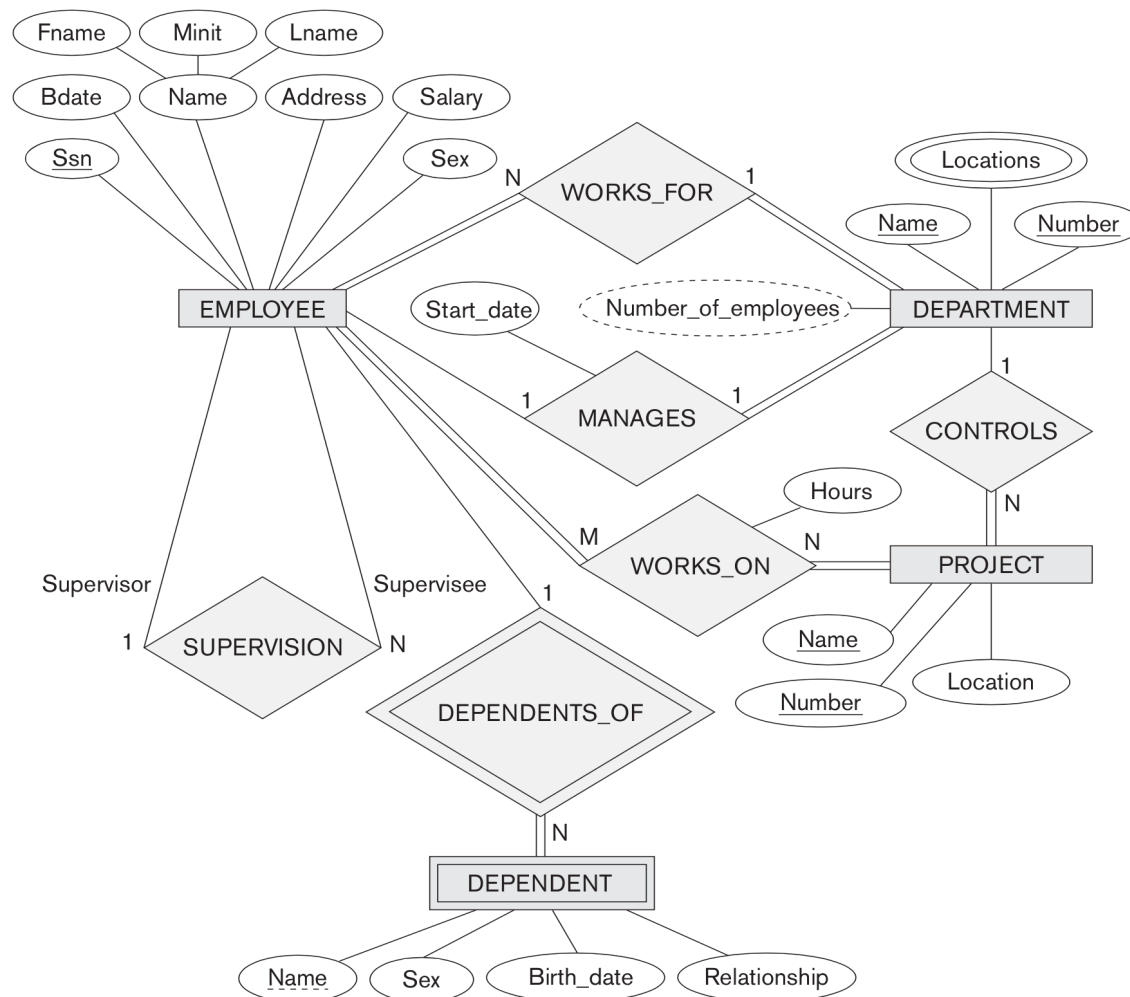 Fname
Minit
Lname
Bdate
Name
Address
Salary
Ssn
Sex
N
WORKS_FOR
1
Locations
Name
Number
EMPLOYEE
Start_date
Number_of_employees
DEPARTMENT
1
MANAGES
1
1
CONTROLS
N
Hours
M
WORKS_ON
N
PROJECT
Supervisor
Supervisee
1
SUPERVISION
N
1
Name
Number
Location
DEPENDENTS_OF
N
DEPENDENT
Name
Sex
Birth_date
Relationship